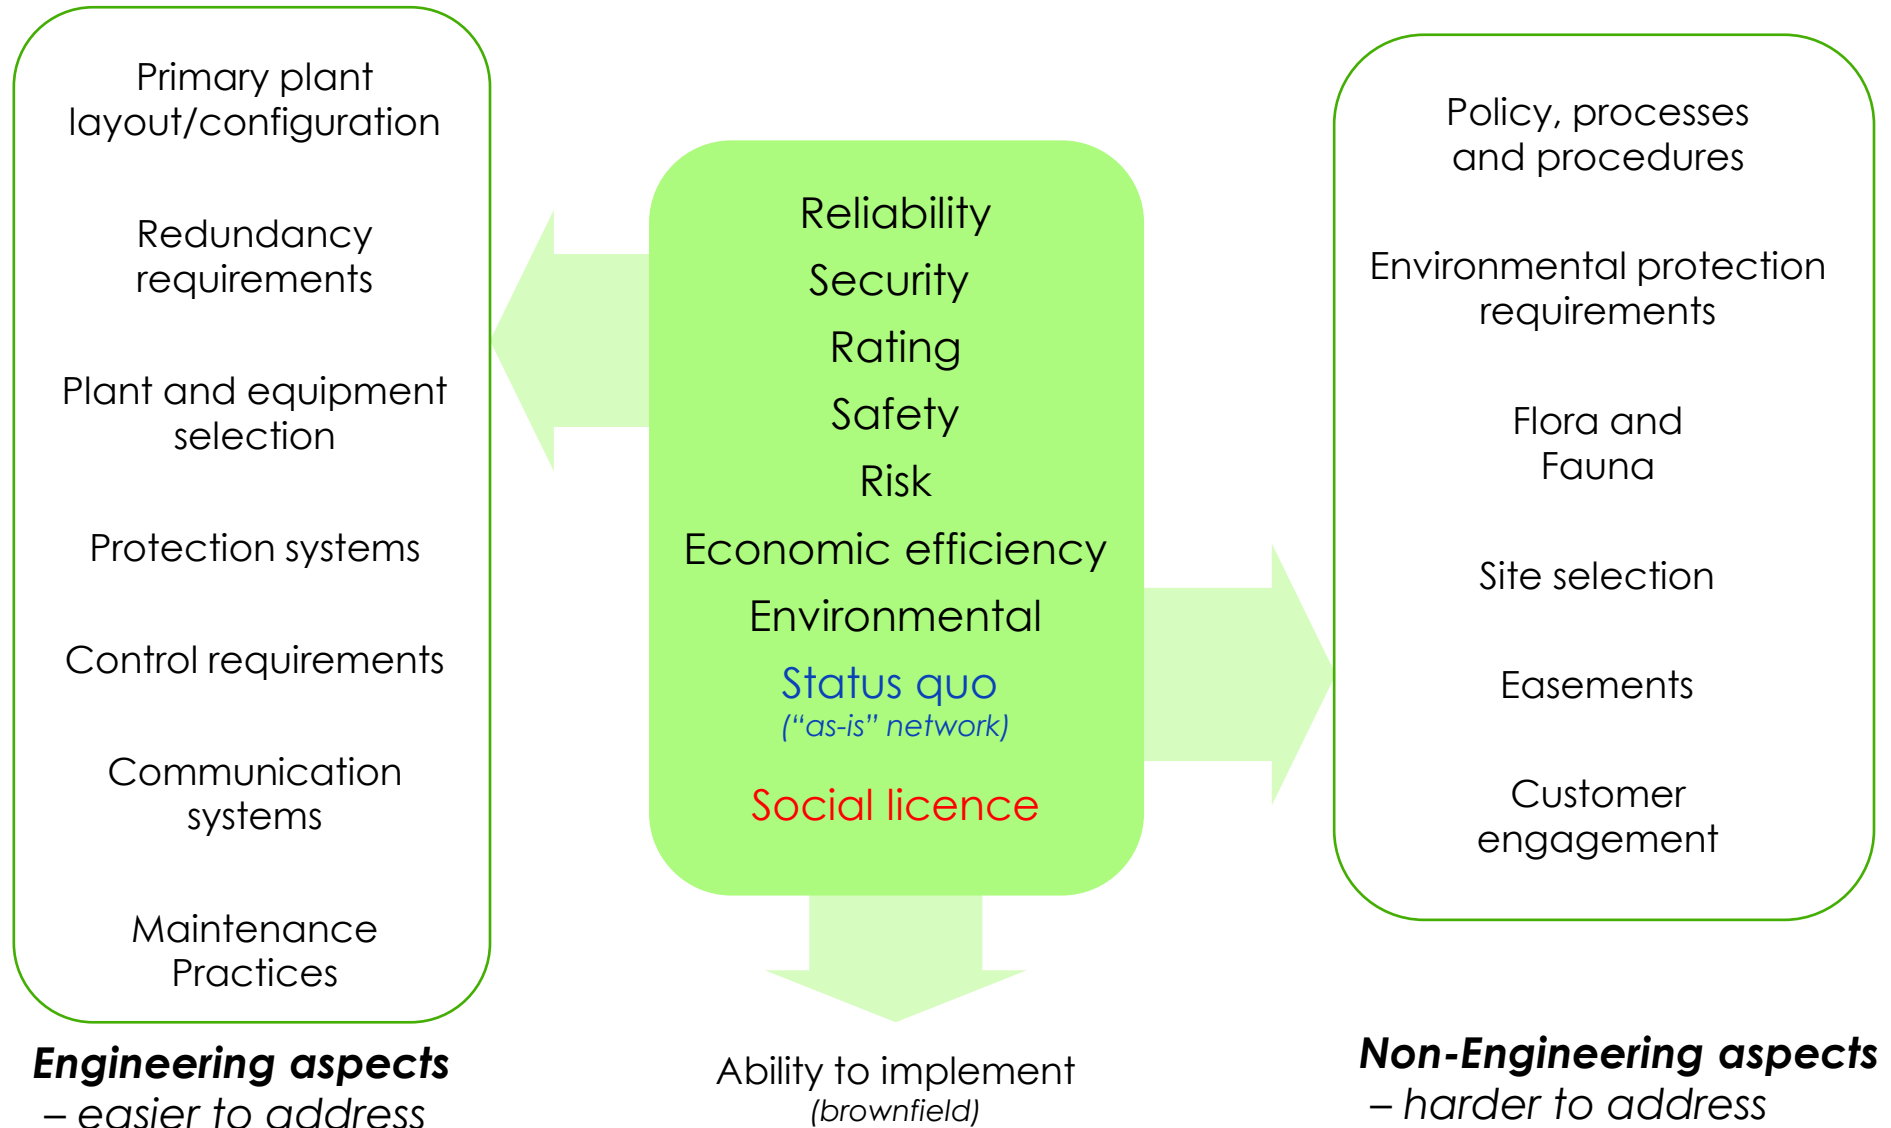 Primary plant
layout/configuration
Redundancy
requirements
Plant and equipment
selection
Protection systems
Control requirements
Communication
systems
Maintenance
Practices
Engineering aspects
– easier to address
Reliability
Security
Rating
Safety
Risk
Economic efficiency
Environmental
Status quo
(“as-is” network)
Social licence
Ability to implement
(brownfield)
Policy, processes
and procedures
Environmental protection
requirements
Flora and
Fauna
Site selection
Easements
Customer
engagement
Non-Engineering aspects
– harder to address